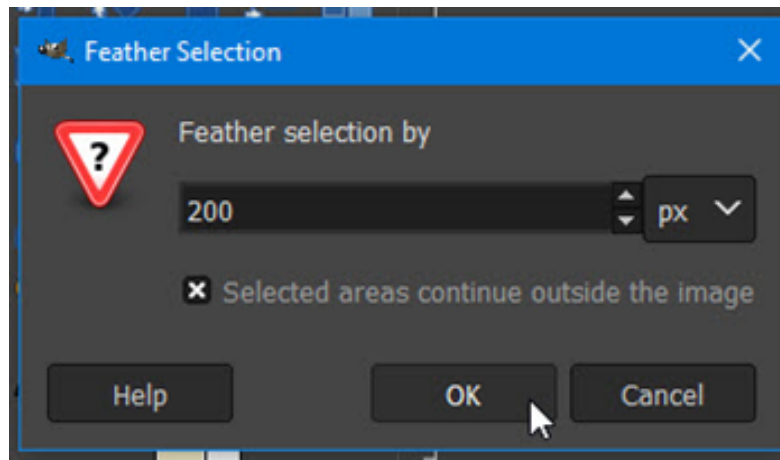 Feather Selection
?
Feather selection by
200 px
Selected areas continue outside the image
Help OK Cancel